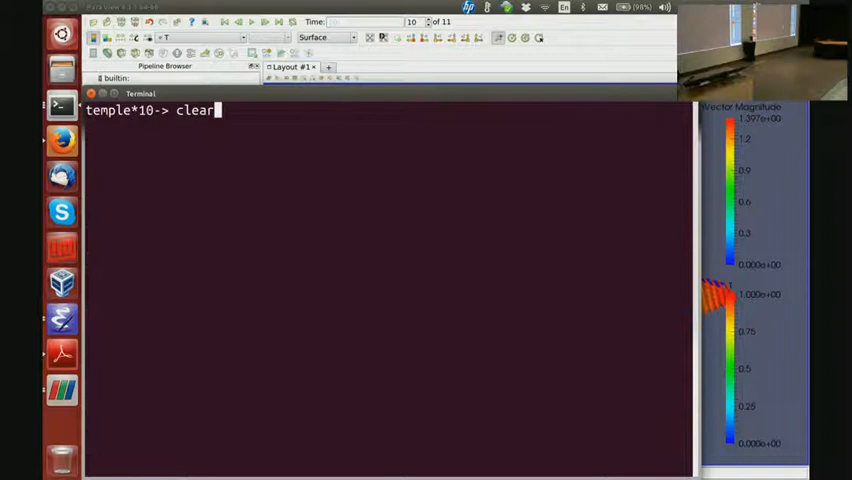 En
(98%)
Time:
10
of 11
T
Surface
Pipeline Browser
Layout #1
builtin:
Terminal
temple*10-> clear
Vector Magnitude
1.397e+00
1.2
0.9
0.6
0.3
0.000e+00
1.000e+00
0.75
0.5
0.25
0.000e+00